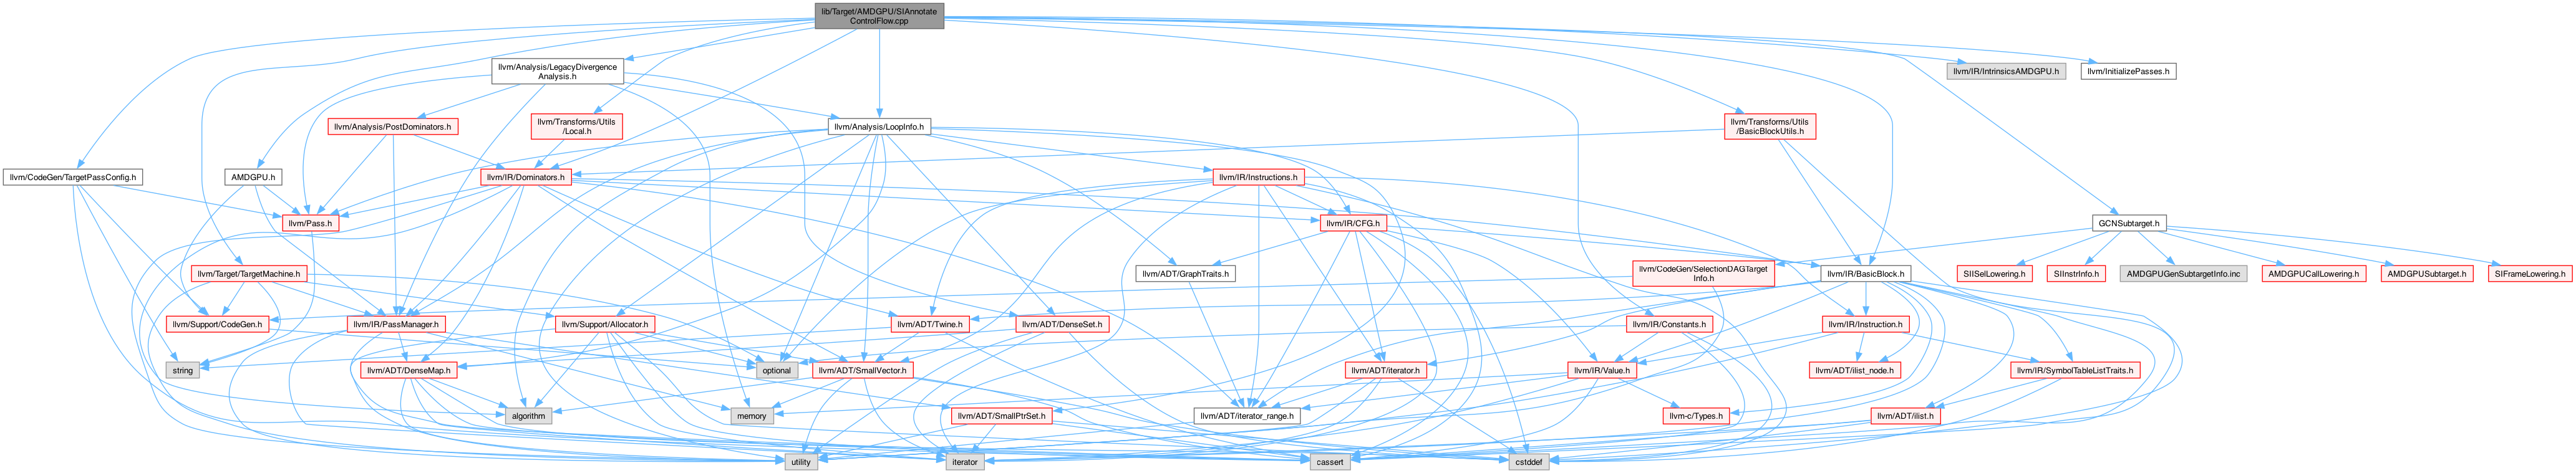 lib/Target/AMDGPU/SIAnnotate
ControlFlow.cpp
llvm/Analysis/LegacyDivergence
Analysis.h
llvm/IR/IntrinsicsAMDGPU.h
llvm/InitializePasses.h
llvm/Analysis/PostDominators.h
llvm/Transforms/Utils
/Local.h
llvm/Analysis/LoopInfo.h
llvm/Transforms/Utils
/BasicBlockUtils.h
llvm/CodeGen/TargetPassConfig.h
AMDGPU.h
llvm/IR/Dominators.h
llvm/IR/Instructions.h
llvm/Pass.h
llvm/IR/CFG.h
GCNSubtarget.h
llvm/Target/TargetMachine.h
llvm/ADT/GraphTraits.h
llvm/CodeGen/SelectionDAGTarget
Info.h
llvm/IR/BasicBlock.h
SIISelLowering.h
SIInstrInfo.h
AMDGPUGenSubtargetInfo.inc
AMDGPUCallLowering.h
AMDGPUSubtarget.h
SIFrameLowering.h
llvm/Support/CodeGen.h
llvm/IR/PassManager.h
llvm/Support/Allocator.h
llvm/ADT/Twine.h
llvm/ADT/DenseSet.h
llvm/IR/Constants.h
llvm/IR/Instruction.h
string
llvm/ADT/DenseMap.h
optional
llvm/ADT/SmallVector.h
llvm/ADT/iterator.h
llvm/IR/Value.h
llvm/ADT/ilist_node.h
llvm/IR/SymbolTableListTraits.h
algorithm
memory
llvm/ADT/SmallPtrSet.h
llvm/ADT/iterator_range.h
llvm-c/Types.h
llvm/ADT/ilist.h
utility
iterator
cassert
cstddef